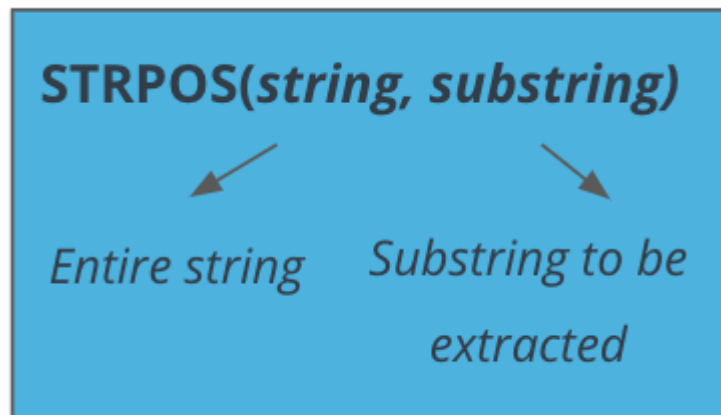 STRPOS(string, substring)
Entire string
Substring to be
extracted